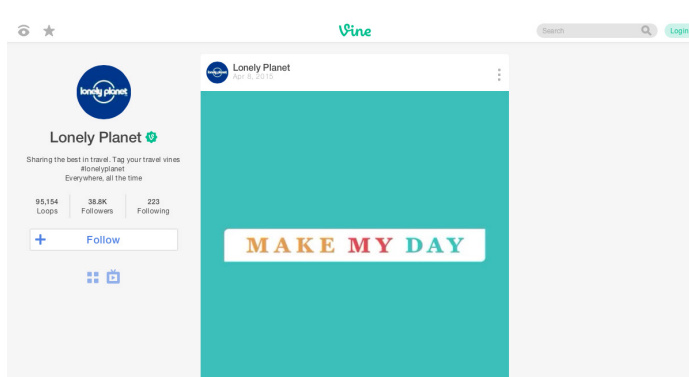 Vine
Search
Login
lonely planet
Lonely Planet
Sharing the best in travel. Tag your travel vines
#lonelyplanet
Everywhere, all the time
95,154
Loops
38.8K
Followers
223
Following
+ Follow
lonely planet
Lonely Planet
Apr 6, 2015
MAKE MY DAY